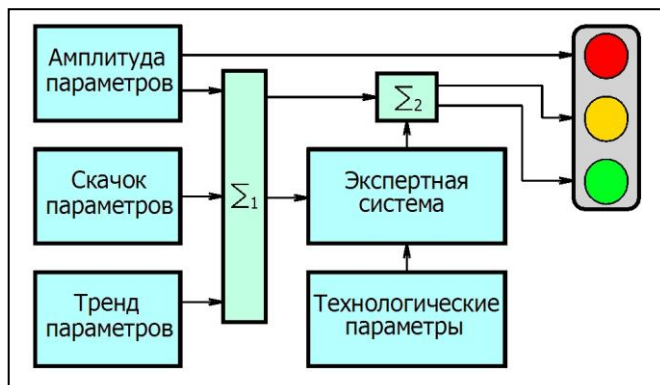 Амплитуда
параметров
Скачок
параметров
Тренд
параметров
∑1
∑2
Экспертная
система
Технологические
параметры